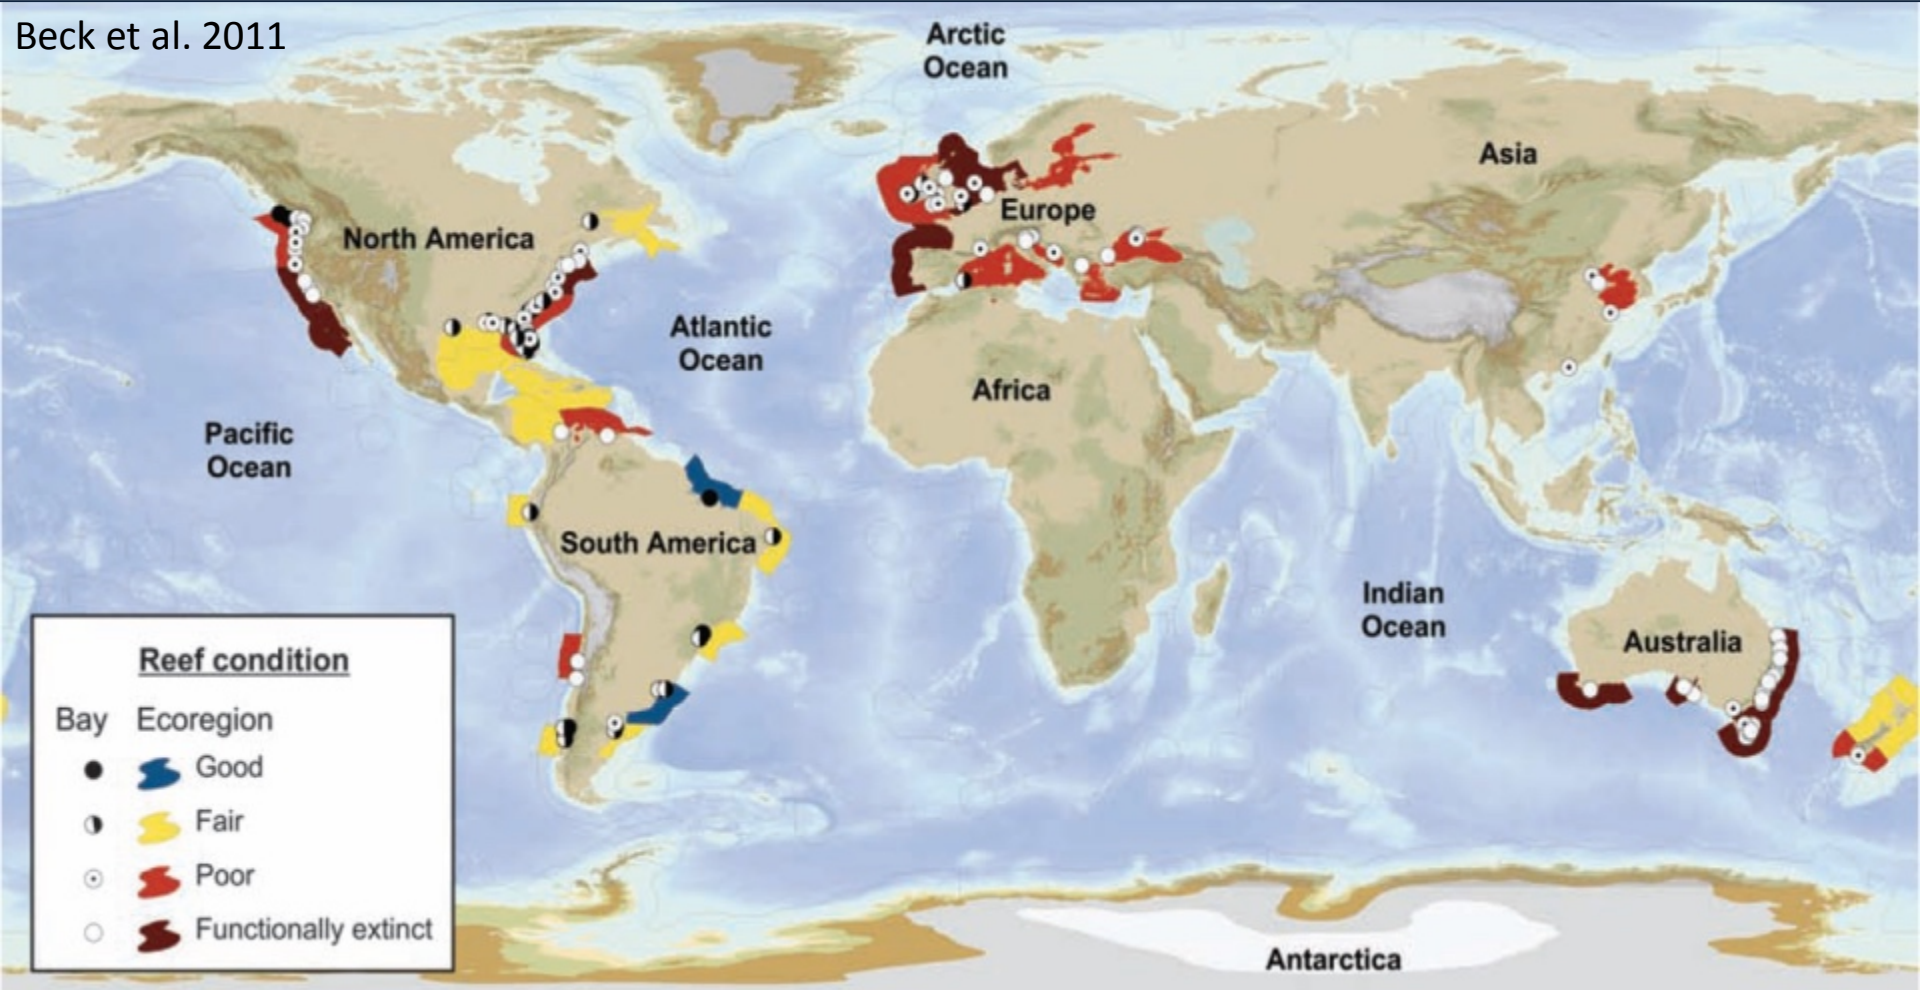 Beck et al. 2011
Arctic
Ocean
Asia
North America
Europe
Atlantic
Ocean
Africa
Pacific
Ocean
South America
Indian
Ocean
Australia
Reef condition
Bay Ecoregion
Good
Fair
Poor
Functionally extinct
Antarctica